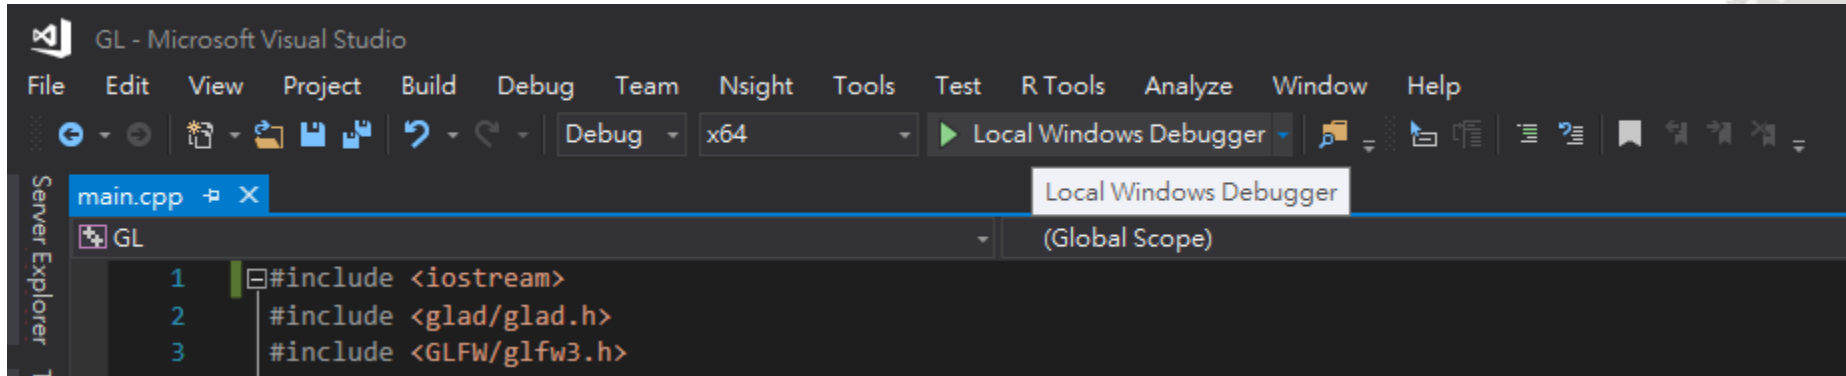 GL - Microsoft Visual Studio
File Edit View Project Build Debug Team Nsight Tools Test R Tools Analyze Window Help
Debug x64 Local Windows Debugger
Server Explorer
main.cpp
Local Windows Debugger
GL (Global Scope)
1 #include <iostream>
2 #include <glad/glad.h>
3 #include <GLFW/glfw3.h>